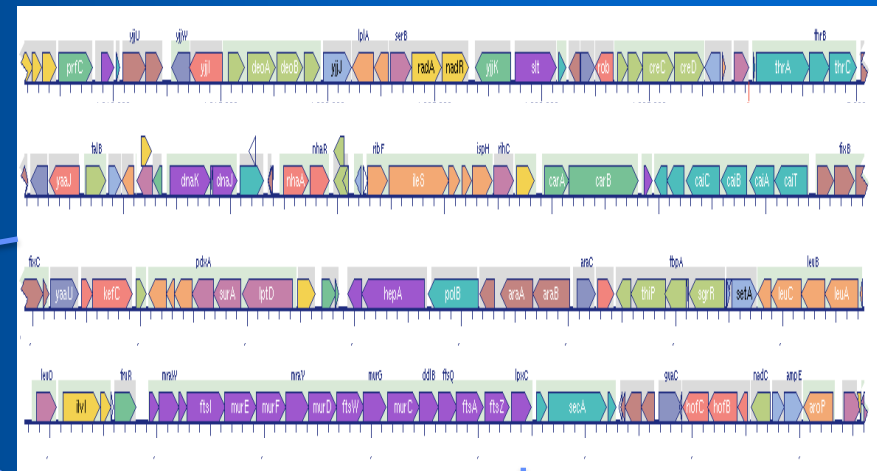 yjjU yjjW lplA serB thrB
prfC yjjI deoA deoB yjjJ radA nadR yjjK slt rob creC creD thrA thrC
talB nhaR ribF ispH rihC fixB
yaaJ dnaK dnaJ nhaA ileS carA carB caiC caiB caiA caiT
fixC pdxA araC tbpA leuB
yaaU kefC surA lptD hepA polB araA araB thiP sgrR setA leuC leuA
leuO fruR mraW mraY murG ddlB ftsQ lpxC guaC nadC ampE
ilvI ftsI murE murF murD ftsW murC ftsA ftsZ secA hofC hofB aroP